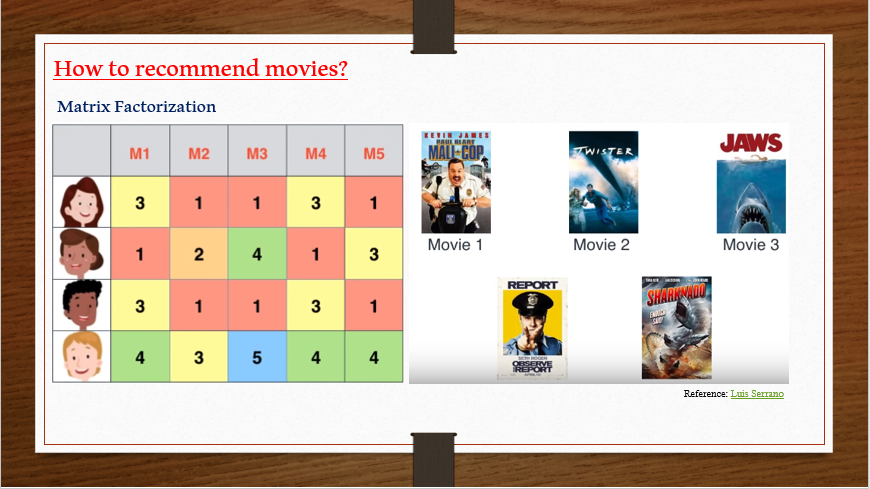 How to recommend movies?
Matrix Factorization
M1 M2 M3 M4 M5
3 1 1 3 1
1 2 4 1 3
3 1 1 3 1
4 3 5 4 4
KEVIN JAMES
PAUL BLART
MALL COP
Movie 1
TWISTER
Movie 2
JAWS
Movie 3
REPORT
SETH ROGEN
OBSERVE
AND REPORT
SHARKNADO
ENOUGH
SAID!
Reference: Luis Serrano